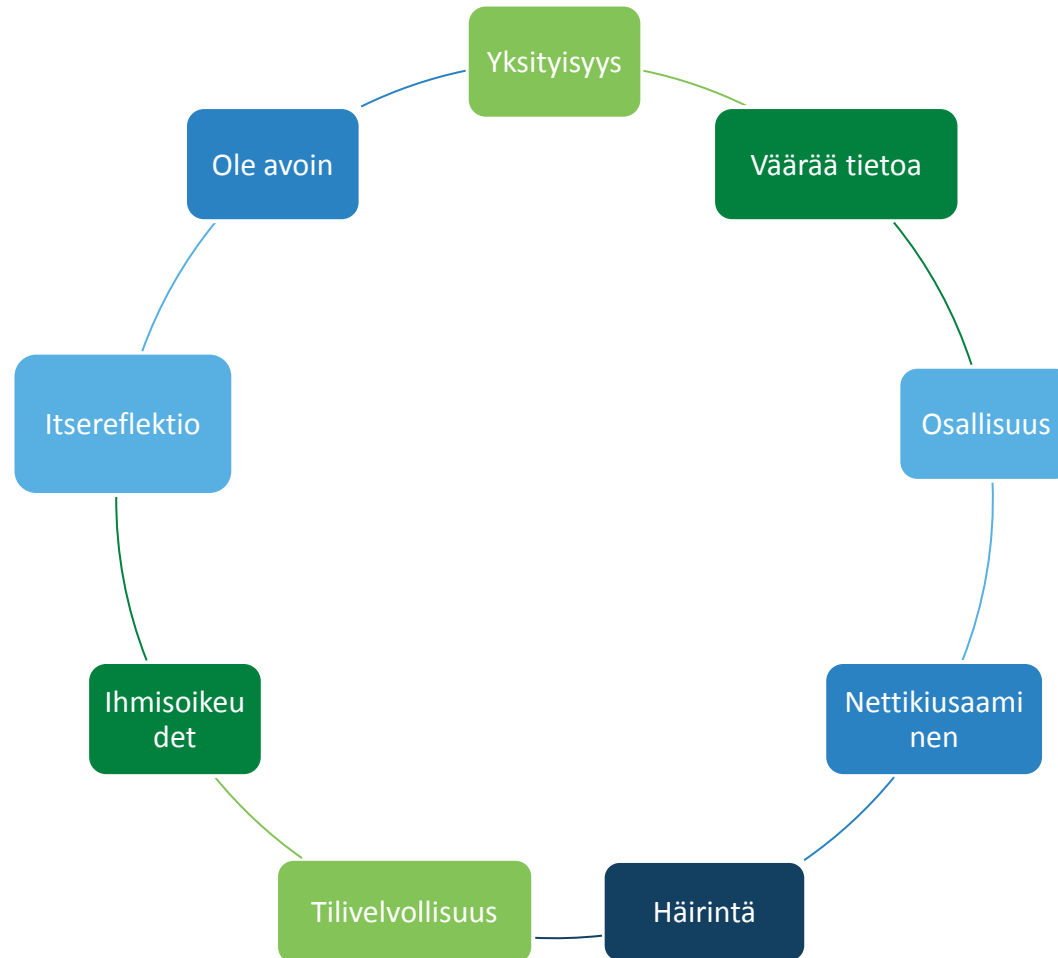 Yksityisyys
Väärää tietoa
Osallisuus
Nettikiusaami
nen
Häirintä
Tilivelvollisuus
Ihmisoikeu
det
Itsereflektio
Ole avoin